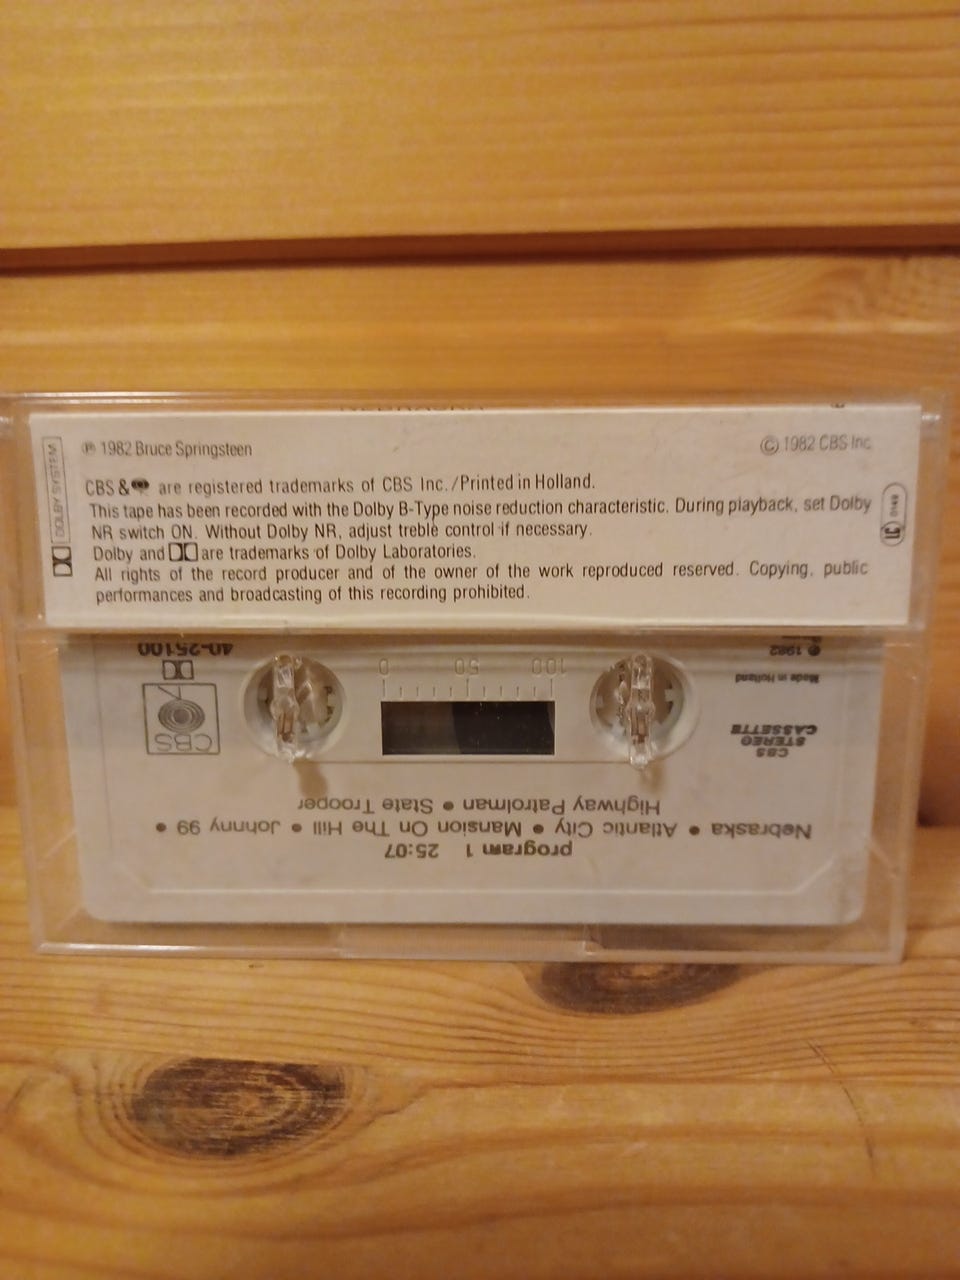 ℗ 1982 Bruce Springsteen
© 1982 CBS Inc.
DOLBY SYSTEM
CBS & are registered trademarks of CBS Inc./Printed in Holland.
This tape has been recorded with the Dolby B-Type noise reduction characteristic. During playback, set Dolby
NR switch ON. Without Dolby NR, adjust treble control if necessary.
Dolby and are trademarks of Dolby Laboratories.
All rights of the record producer and of the owner of the work reproduced reserved. Copying, public
performances and broadcasting of this recording prohibited.
LC 0149
program 1 25:07
Nebraska • Atlantic City • Mansion On The Hill • Johnny 99 •
Highway Patrolman • State Trooper
CBS
STEREO
CASSETTE
CBS
Made in Holland
℗ 1982
100 50 0
40-25100